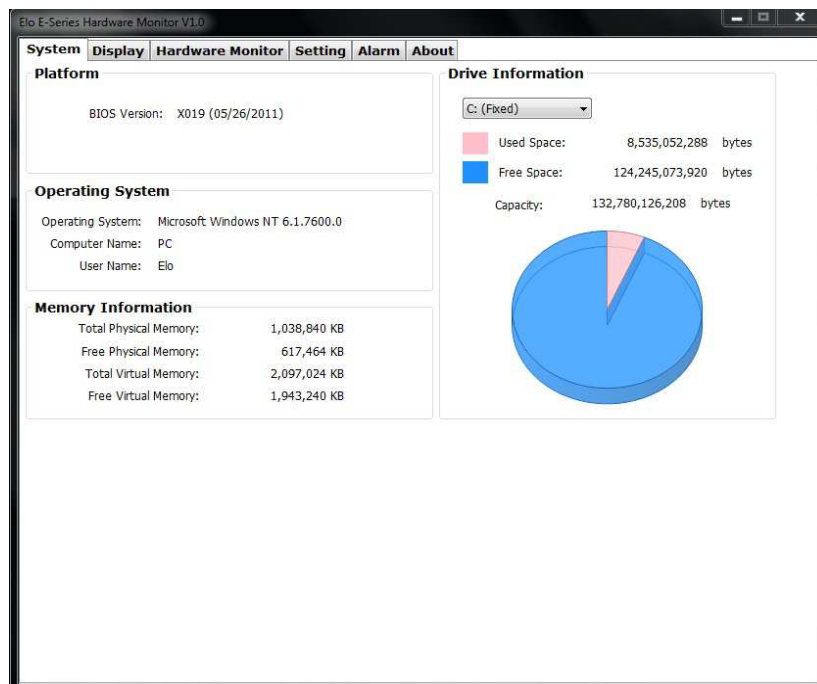 Elo E-Series Hardware Monitor V1.0
System Display Hardware Monitor Setting Alarm About
Platform
BIOS Version: X019 (05/26/2011)
Operating System
Operating System: Microsoft Windows NT 6.1.7600.0
Computer Name: PC
User Name: Elo
Memory Information
Total Physical Memory: 1,038,840 KB
Free Physical Memory: 617,464 KB
Total Virtual Memory: 2,097,024 KB
Free Virtual Memory: 1,943,240 KB
Drive Information
C: (Fixed)
Used Space: 8,535,052,288 bytes
Free Space: 124,245,073,920 bytes
Capacity: 132,780,126,208 bytes